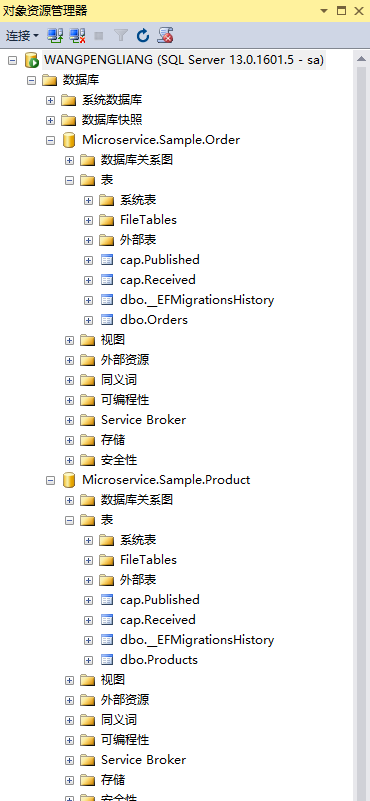 对象资源管理器
连接
WANGPENGLIANG (SQL Server 13.0.1601.5 - sa)
数据库
系统数据库
数据库快照
Microservice.Sample.Order
数据库关系图
表
系统表
FileTables
外部表
cap.Published
cap.Received
dbo.__EFMigrationsHistory
dbo.Orders
视图
外部资源
同义词
可编程性
Service Broker
存储
安全性
Microservice.Sample.Product
数据库关系图
表
系统表
FileTables
外部表
cap.Published
cap.Received
dbo.__EFMigrationsHistory
dbo.Products
视图
外部资源
同义词
可编程性
Service Broker
存储
安全性